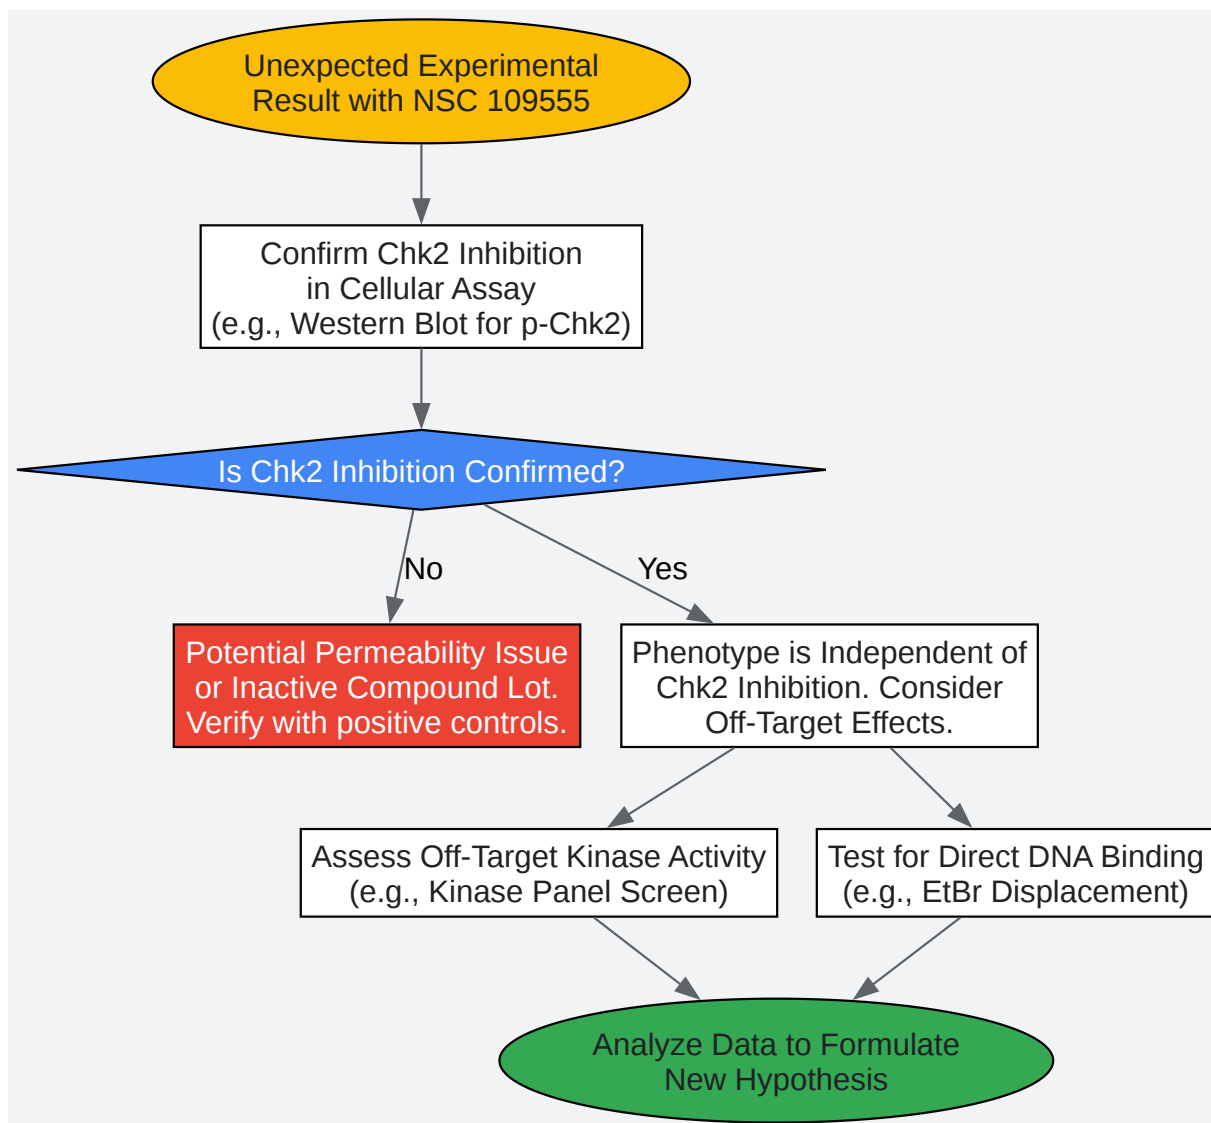 Unexpected Experimental
Result with NSC 109555
Confirm Chk2 Inhibition
in Cellular Assay
(e.g., Western Blot for p-Chk2)
Is Chk2 Inhibition Confirmed?
No
Yes
Potential Permeability Issue
or Inactive Compound Lot.
Verify with positive controls.
Phenotype is Independent of
Chk2 Inhibition. Consider
Off-Target Effects.
Assess Off-Target Kinase Activity
(e.g., Kinase Panel Screen)
Test for Direct DNA Binding
(e.g., EtBr Displacement)
Analyze Data to Formulate
New Hypothesis